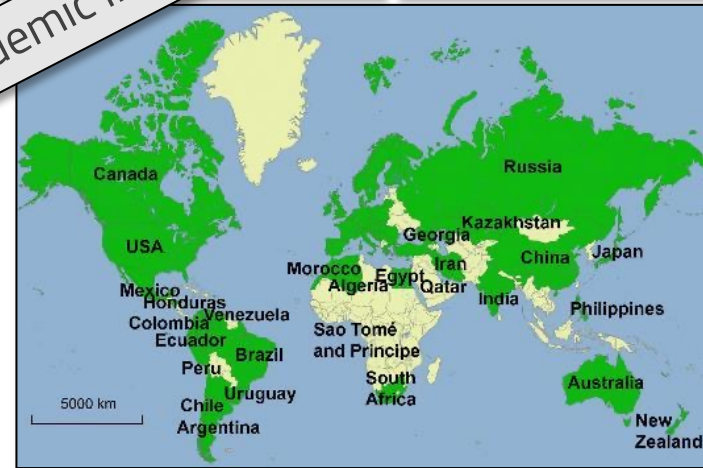 Canada
Russia
Kazakhstan
Georgia
USA
China
Japan
Iran
Morocco
Egypt
Algeria
Qatar
Mexico
India
Honduras
Philippines
Venezuela
Colombia
Sao Tomé
and Principe
Ecuador
Brazil
Peru
South
Africa
Australia
Uruguay
5000 km
Chile
New
Zealand
Argentina